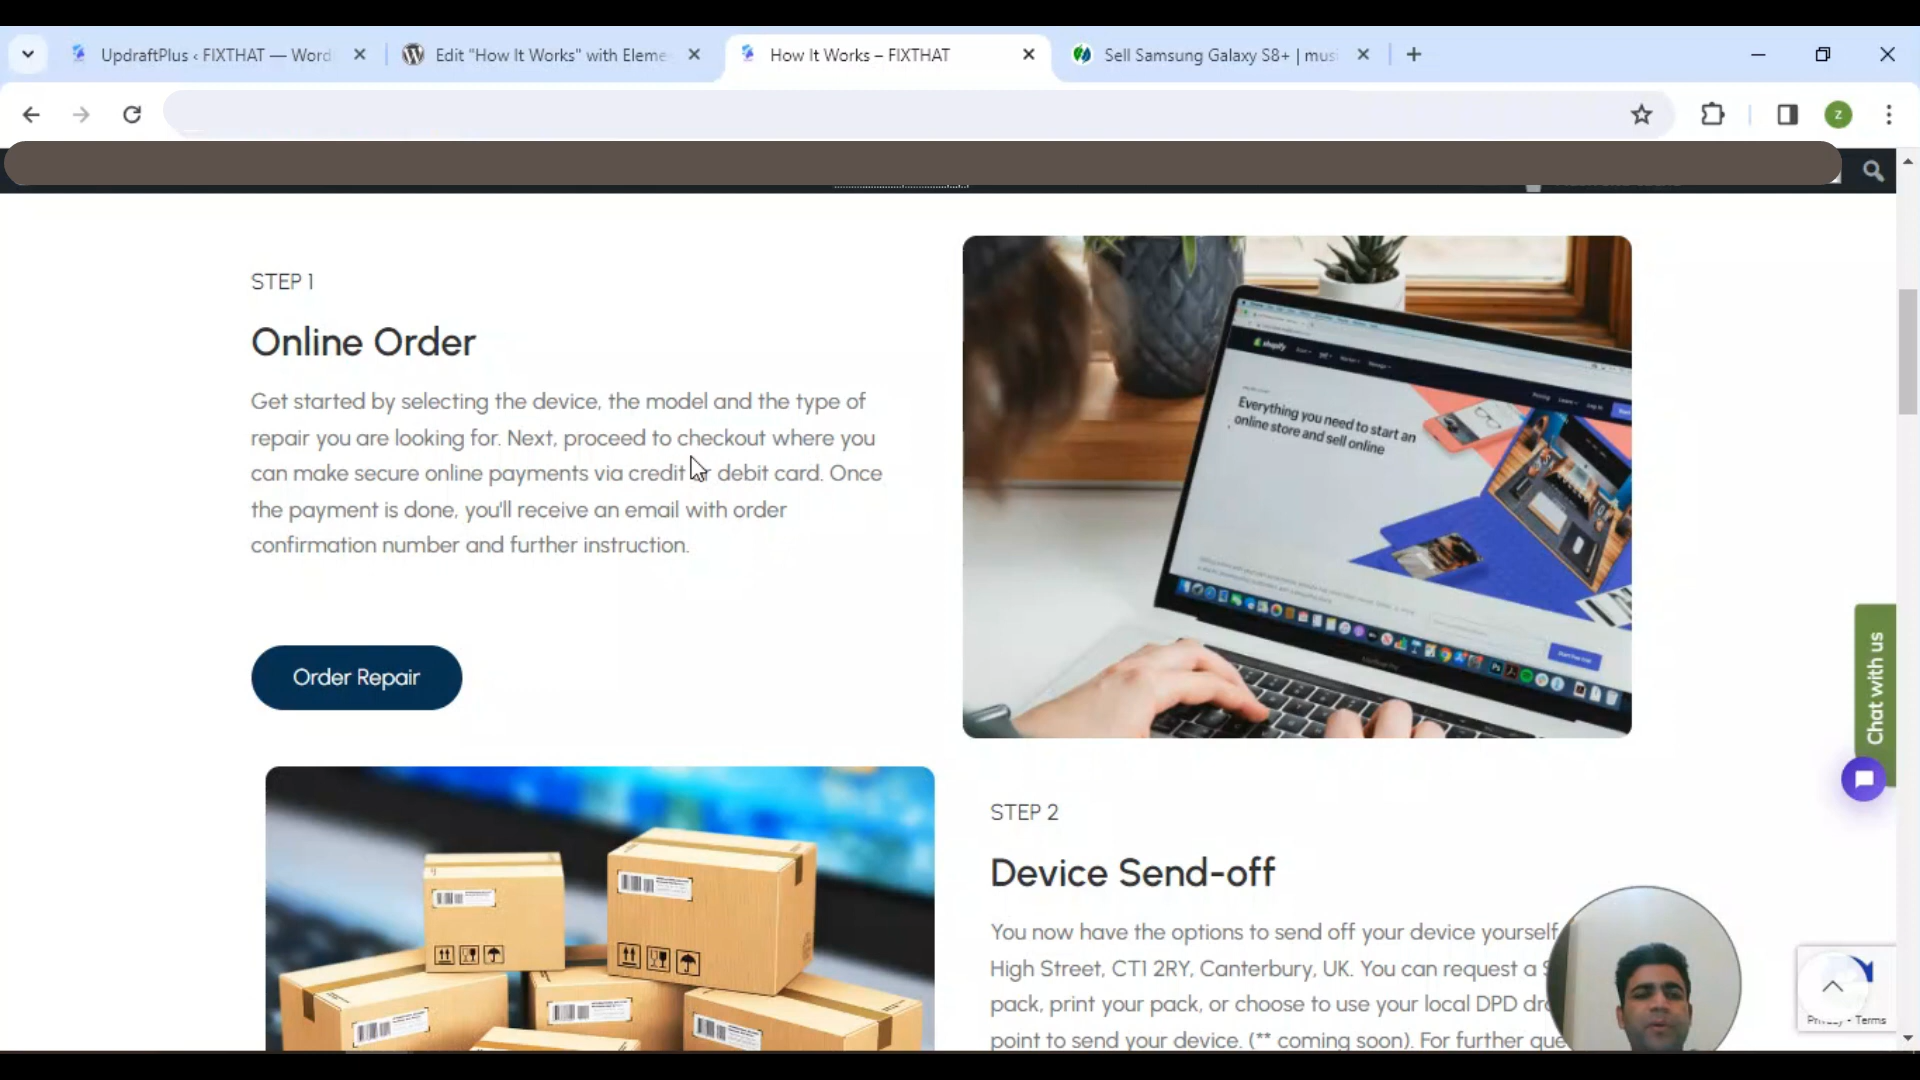 UpdraftPlus ‹ FIXTHAT — Word
Edit "How It Works" with Eleme
How It Works – FIXTHAT
Sell Samsung Galaxy S8+ | mus
z
STEP 1
Online Order
Get started by selecting the device, the model and the type of
repair you are looking for. Next, proceed to checkout where you
can make secure online payments via credit or debit card. Once
the payment is done, you'll receive an email with order
confirmation number and further instruction.
Order Repair
shopify
Everything you need to start an
online store and sell online
Start free trial
Chat with us
STEP 2
Device Send-off
You now have the options to send off your device yourself
High Street, CT1 2RY, Canterbury, UK. You can request a
pack, print your pack, or choose to use your local DPD
point to send your device. (** coming soon). For further que
Privacy - Terms